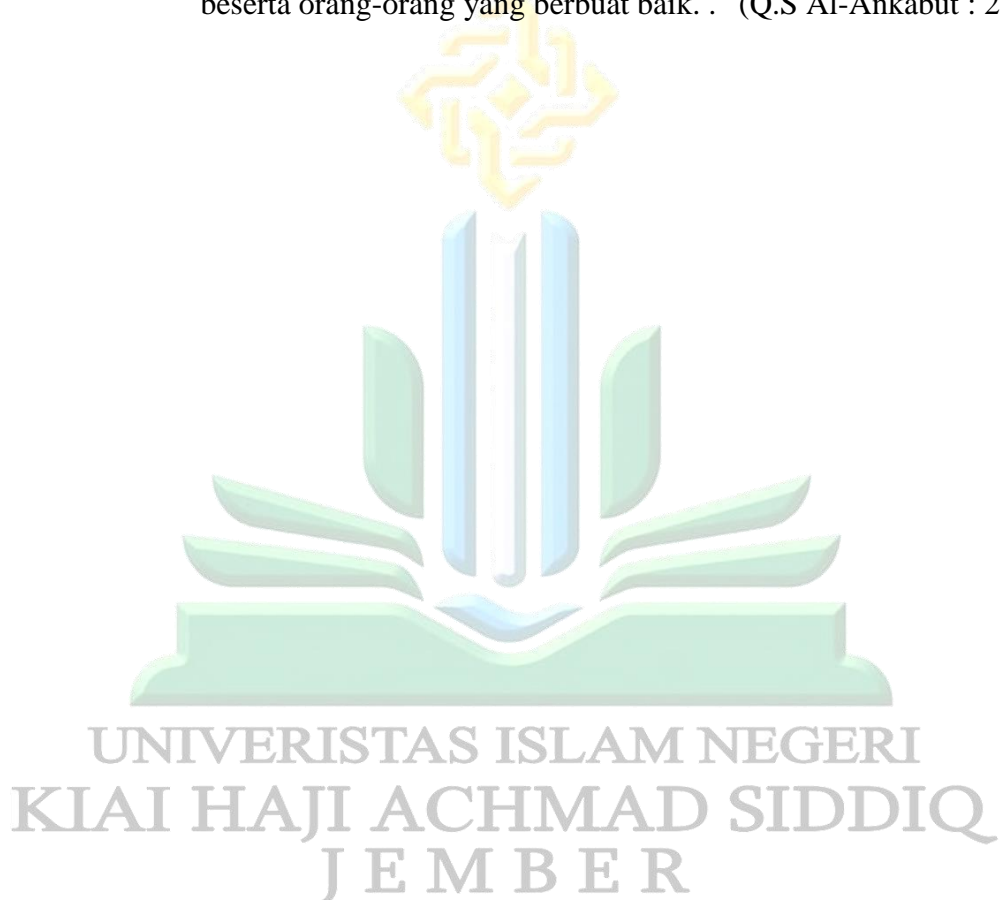 beserta orang-orang yang berbuat baik. . (Q.S Al-Ankabut : 2
UNIVERISTAS ISLAM NEGERI
KIAI HAJI ACHMAD SIDDIQ
JEMBER